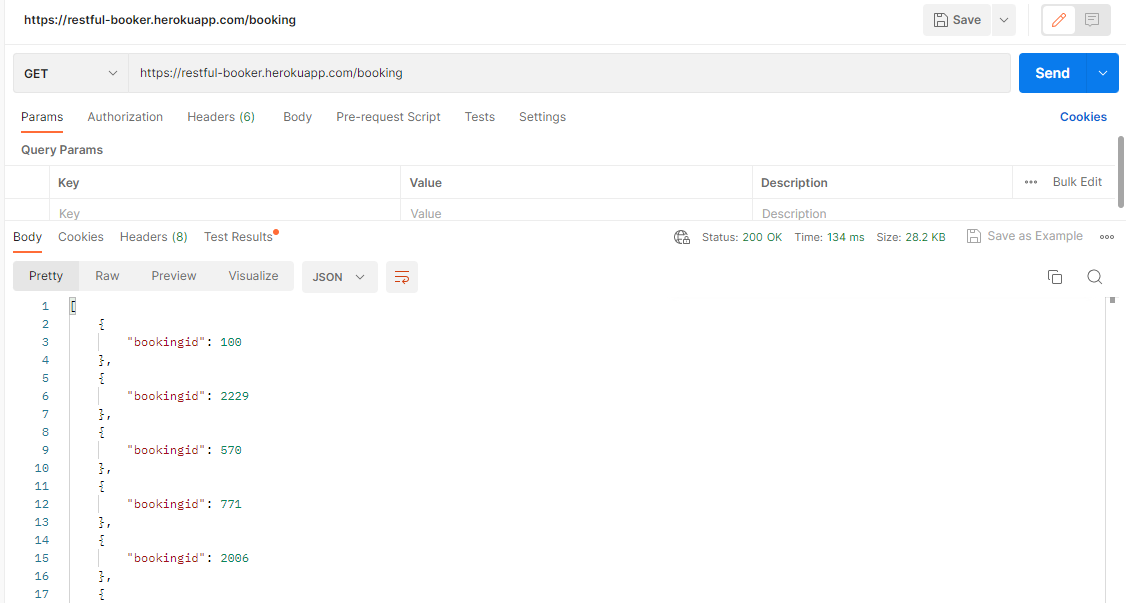 https://restful-booker.herokuapp.com/booking Save
GET https://restful-booker.herokuapp.com/booking Send
Params Authorization Headers (6) Body Pre-request Script Tests Settings Cookies
Query Params
Key Value Description ••• Bulk Edit
Key Value Description
Body Cookies Headers (8) Test Results Status: 200 OK Time: 134 ms Size: 28.2 KB Save as Example
Pretty Raw Preview Visualize JSON
1 [
2 {
3 "bookingid": 100
4 },
5 {
6 "bookingid": 2229
7 },
8 {
9 "bookingid": 570
10 },
11 {
12 "bookingid": 771
13 },
14 {
15 "bookingid": 2006
16 },
17 {